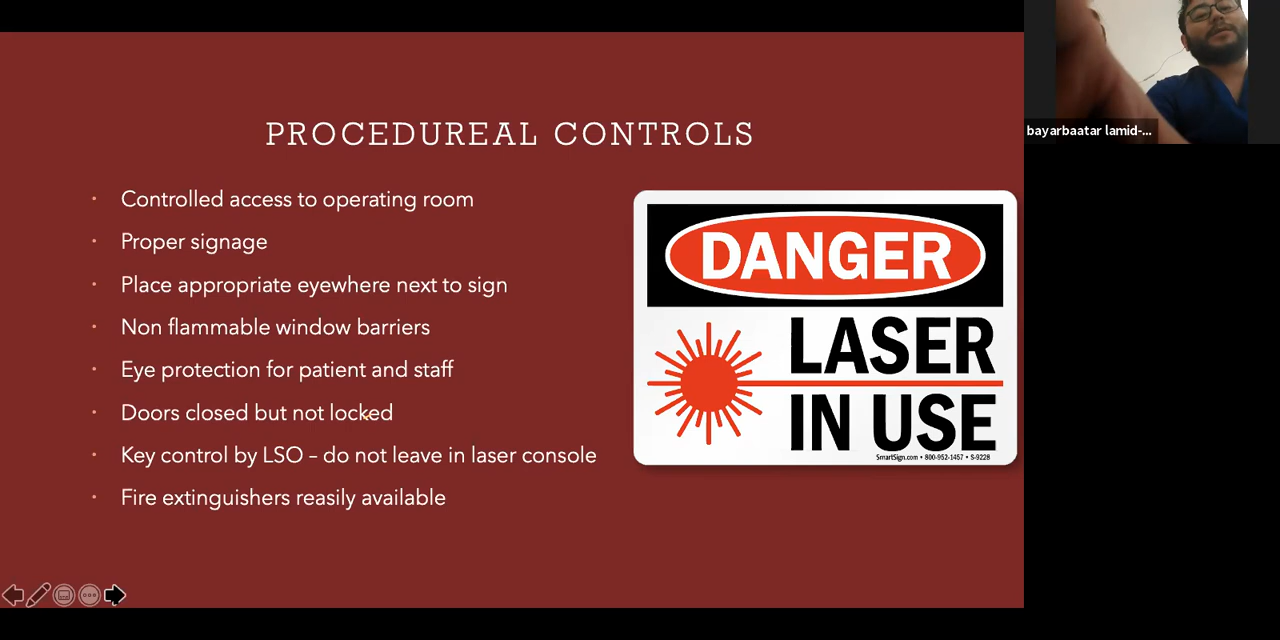 PROCEDUREAL CONTROLS
Controlled access to operating room
Proper signage
Place appropriate eyewhere next to sign
Non flammable window barriers
Eye protection for patient and staff
Doors closed but not locked
Key control by LSO – do not leave in laser console
Fire extinguishers reasily available
DANGER
LASER
IN USE
SmartSign.com • 800-952-1457 • S-9228
bayarbaatar lamid-...